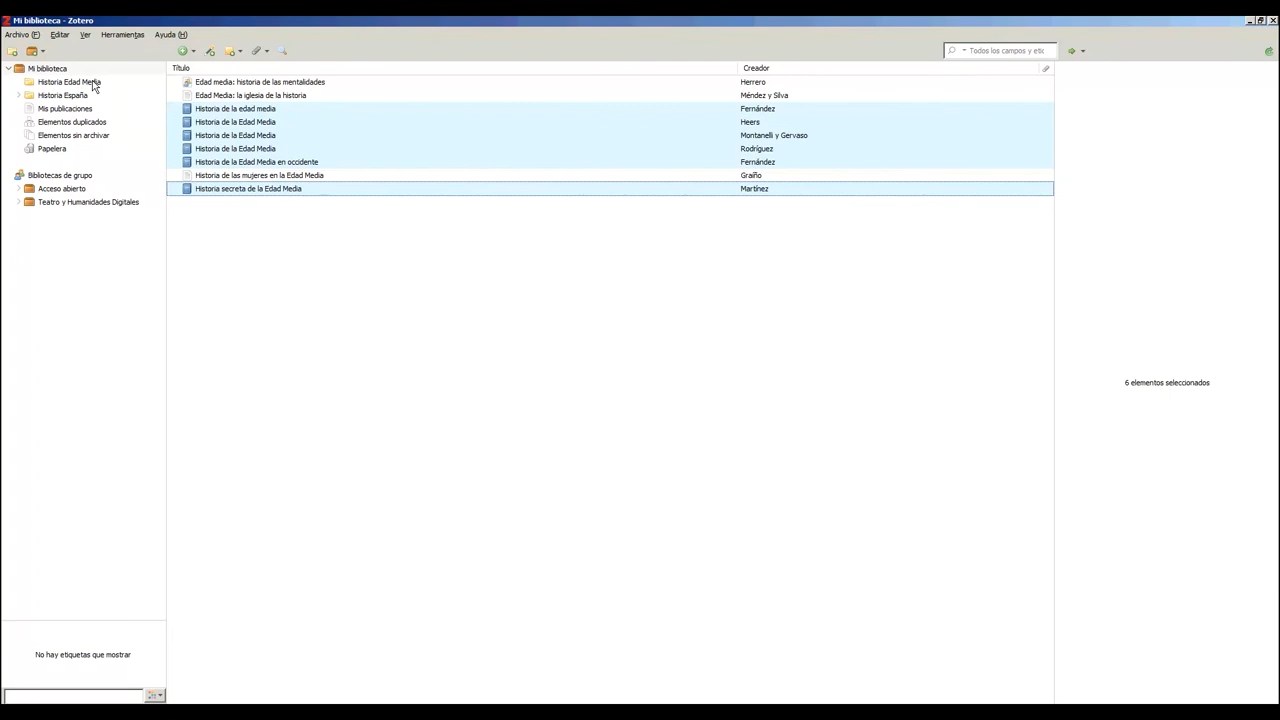 Mi biblioteca - Zotero
Archivo (F) Editar Ver Herramientas Ayuda (H)
Todos los campos y etic
Mi biblioteca
Historia Edad Media
Historia España
Mis publicaciones
Elementos duplicados
Elementos sin archivar
Papelera
Bibliotecas de grupo
Acceso abierto
Teatro y Humanidades Digitales
Título Creador
Edad media: historia de las mentalidades Herrero
Edad Media: la iglesia de la historia Méndez y Silva
Historia de la edad media Fernández
Historia de la Edad Media Heers
Historia de la Edad Media Montanelli y Gervaso
Historia de la Edad Media Rodríguez
Historia de la Edad Media en occidente Fernández
Historia de las mujeres en la Edad Media Graíño
Historia secreta de la Edad Media Martínez
6 elementos seleccionados
No hay etiquetas que mostrar